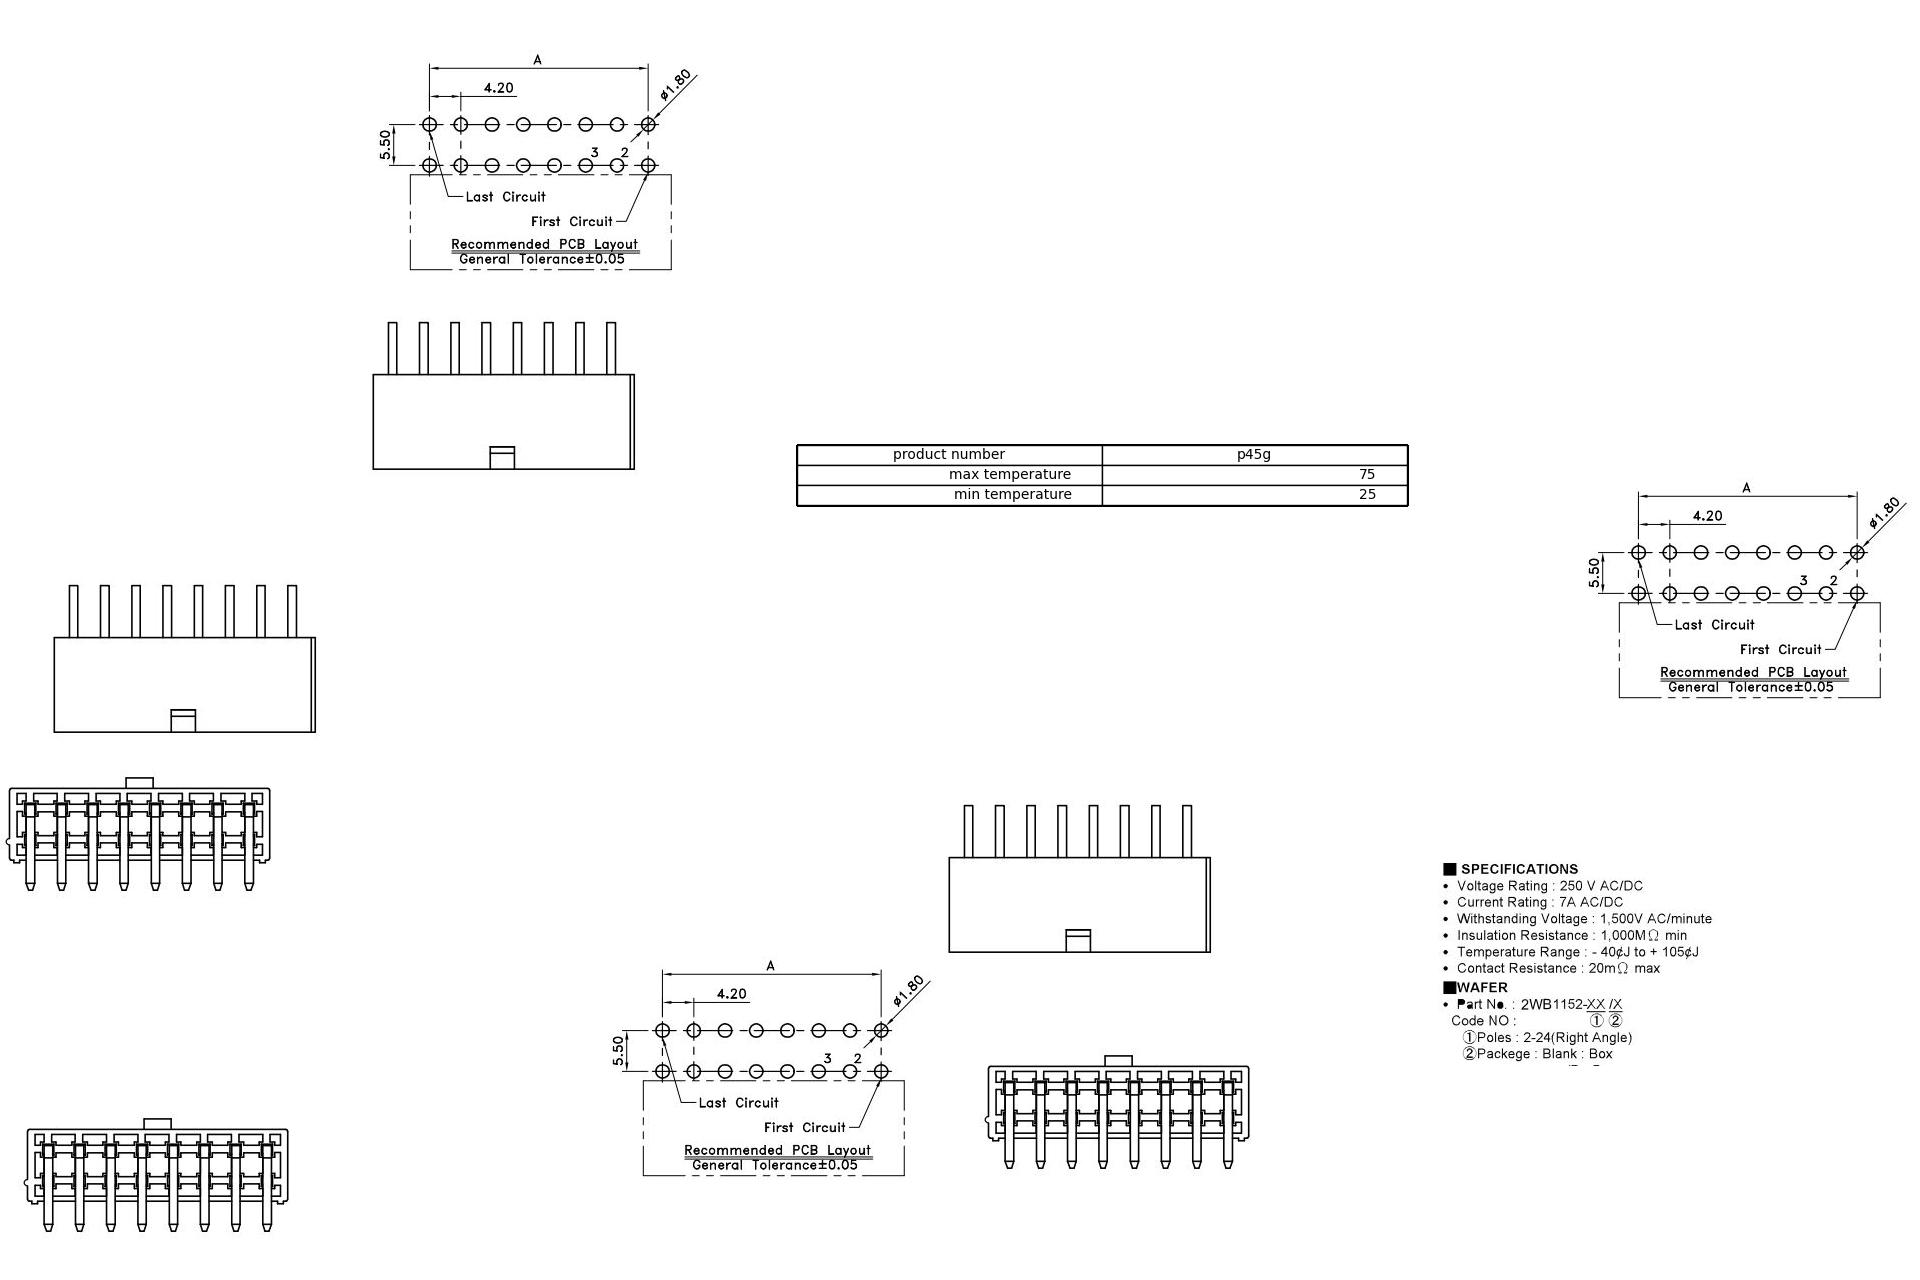 A
4.20
ø1.80
5.50
3 2
Last Circuit
First Circuit
Recommended PCB Layout
General Tolerance±0.05
product number p45g
max temperature 75
min temperature 25
A
4.20
ø1.80
5.50
3 2
Last Circuit
First Circuit
Recommended PCB Layout
General Tolerance±0.05
■ SPECIFICATIONS
• Voltage Rating : 250 V AC/DC
• Current Rating : 7A AC/DC
• Withstanding Voltage : 1,500V AC/minute
• Insulation Resistance : 1,000MΩ min
• Temperature Range : - 40¢J to + 105¢J
• Contact Resistance : 20mΩ max
■WAFER
• Part No. : 2WB1152-XX /X
Code NO : ① ②
①Poles : 2-24(Right Angle)
②Packege : Blank : Box
A
4.20
ø1.80
5.50
3 2
Last Circuit
First Circuit
Recommended PCB Layout
General Tolerance±0.05